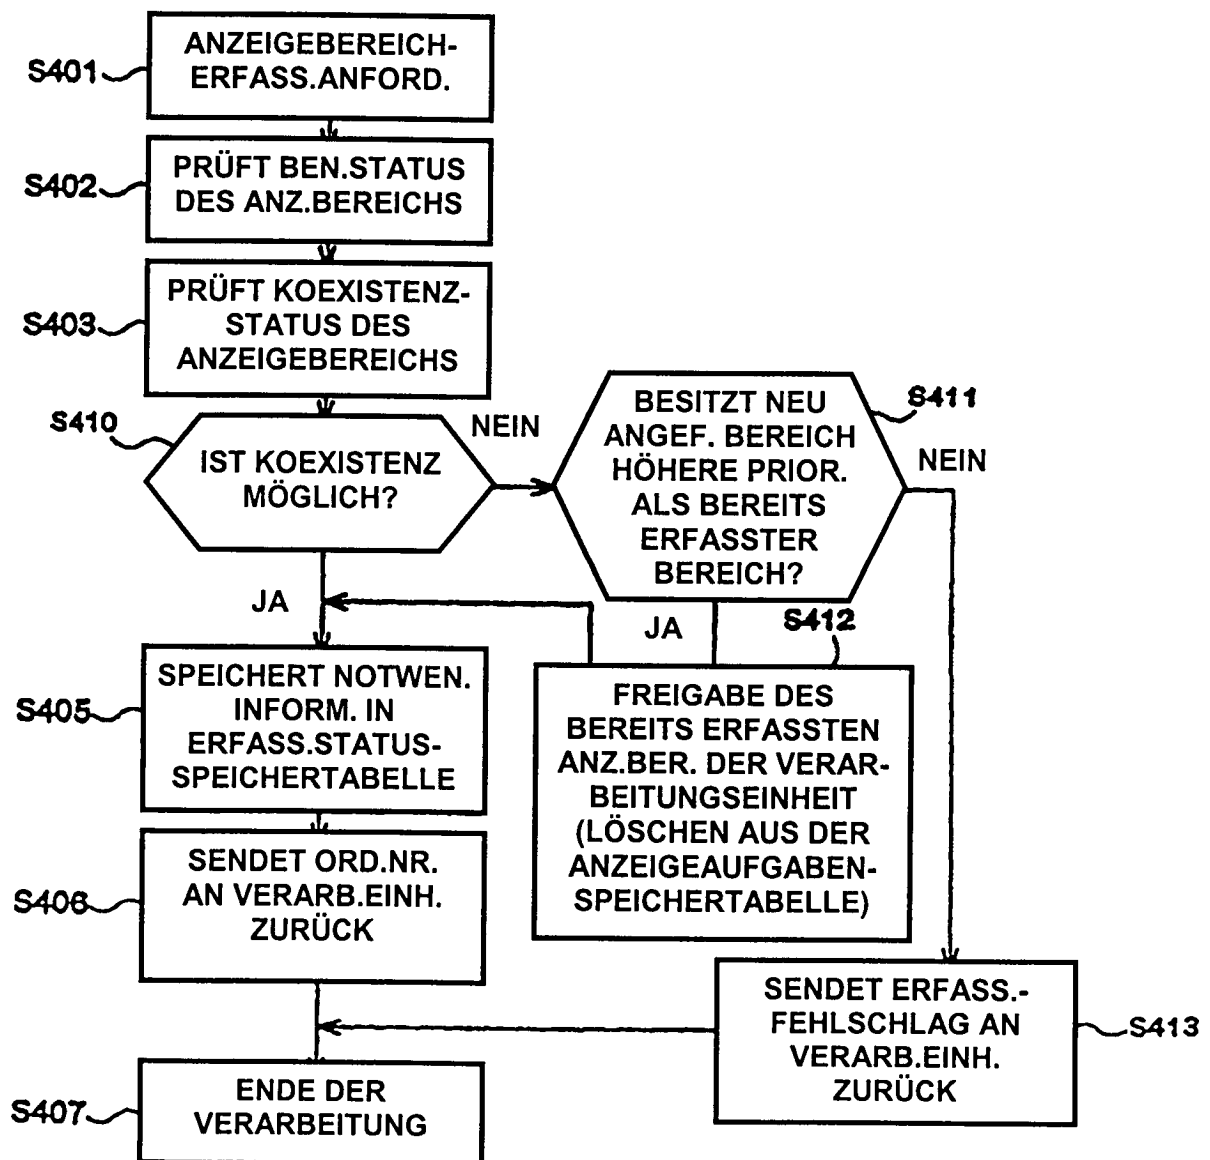 S401
ANZEIGEBEREICH-
ERFASS.ANFORD.
S402
PRÜFT BEN.STATUS
DES ANZ.BEREICHS
S403
PRÜFT KOEXISTENZ-
STATUS DES
ANZEIGEBEREICHS
S410
IST KOEXISTENZ
MÖGLICH?
NEIN
JA
S411
BESITZT NEU
ANGEF. BEREICH
HÖHERE PRIOR.
ALS BEREITS
ERFASSTER
BEREICH?
NEIN
JA
S412
FREIGABE DES
BEREITS ERFASSTEN
ANZ.BER. DER VERAR-
BEITUNGSEINHEIT
(LÖSCHEN AUS DER
ANZEIGEAUFGABEN-
SPEICHERTABELLE)
S405
SPEICHERT NOTWEN.
INFORM. IN
ERFASS.STATUS-
SPEICHERTABELLE
S406
SENDET ORD.NR.
AN VERARB.EINH.
ZURÜCK
SENDET ERFASS.-
FEHLSCHLAG AN
VERARB.EINH.
ZURÜCK
S413
S407
ENDE DER
VERARBEITUNG